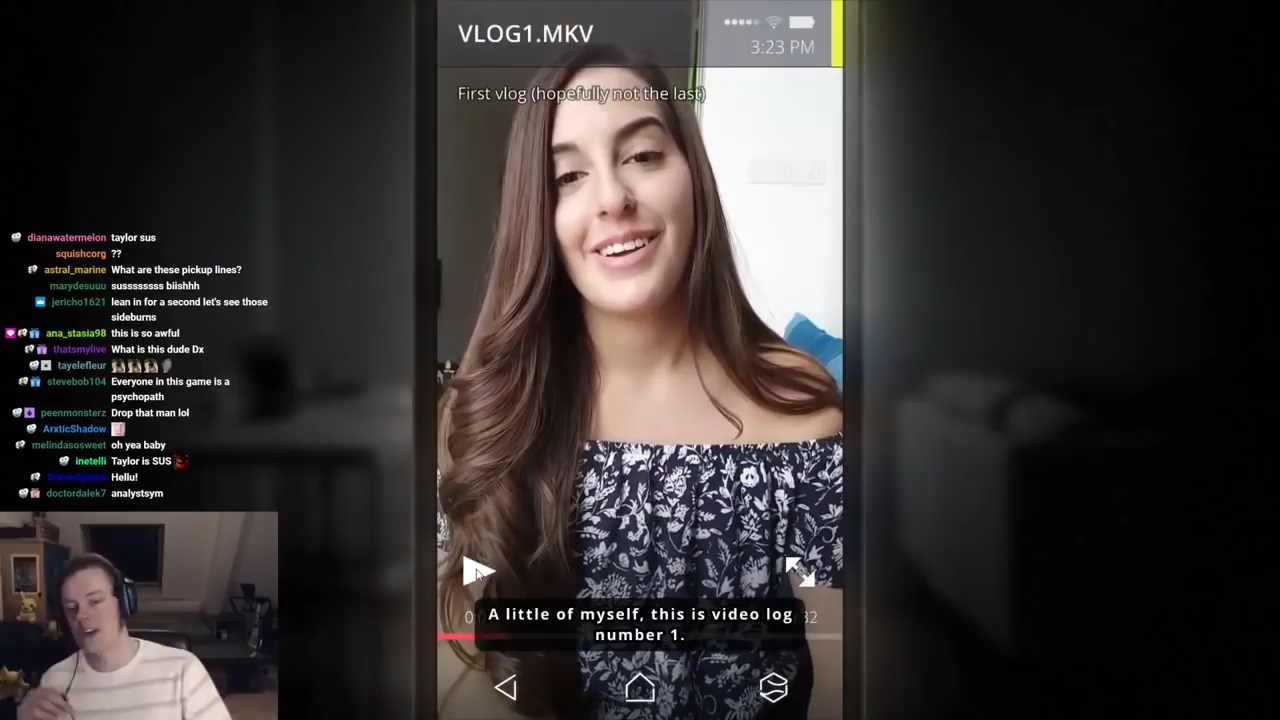 VLOG1.MKV
3:23 PM
First vlog (hopefully not the last)
dianawatermelon taylor sus
squishcorg ??
astral_marine What are these pickup lines?
marydesuuu sussssssss biishhh
jericho1621 lean in for a second let's see those
sideburns
ana_stasia98 this is so awful
thatsmylive What is this dude Dx
tayelefleur
stevebob104 Everyone in this game is a
psychopath
peenmonsterz Drop that man lol
ArxticShadow
melindasosweet oh yea baby
inetelli Taylor is SUS
Hellu!
doctordalek7 analystsym
A little of myself, this is video log
number 1.